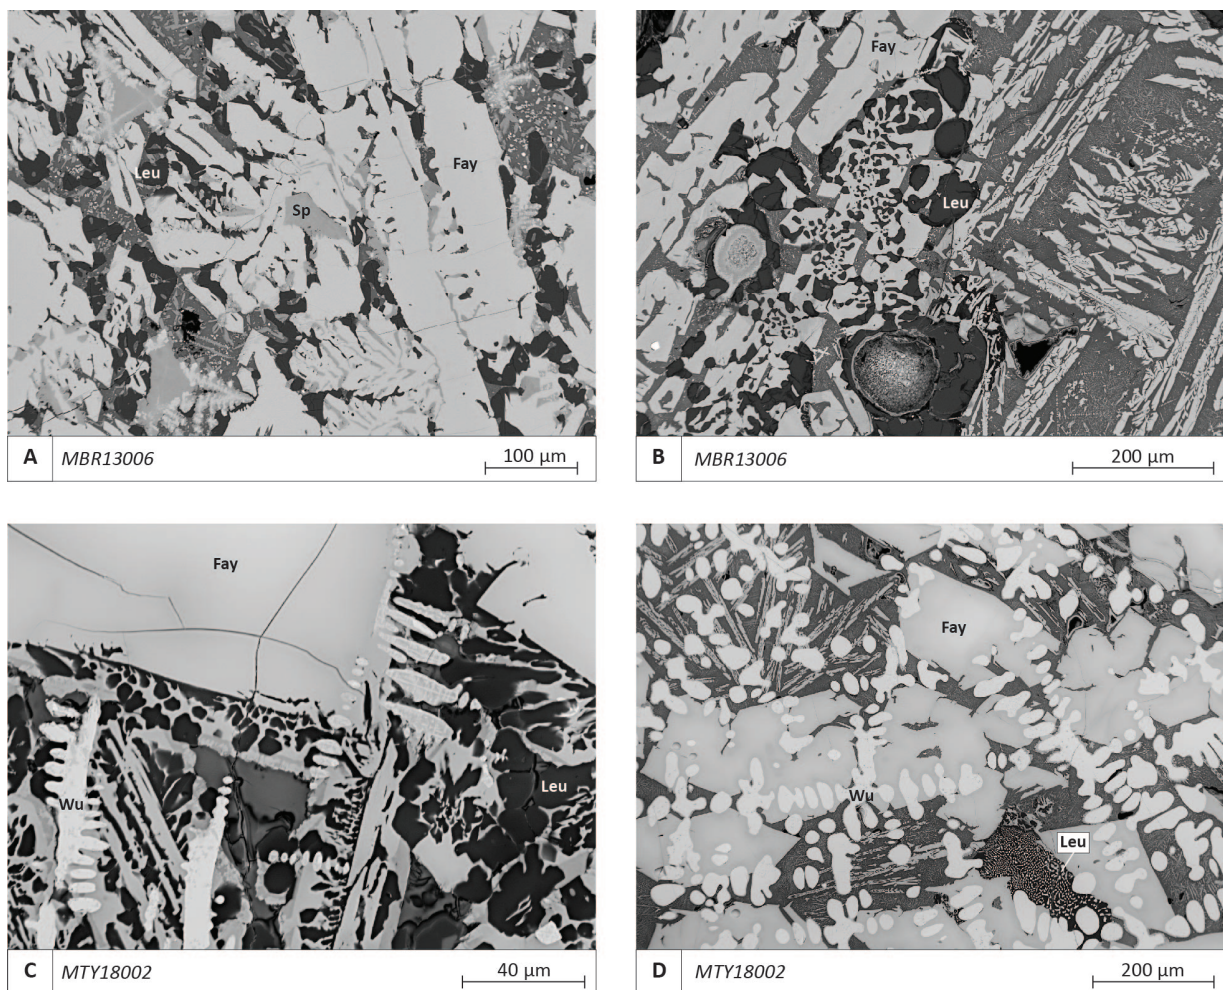 Leu
Fay
Sp
A MBR13006 100 µm
Fay
Leu
B MBR13006 200 µm
Fay
Wu
Leu
C MTY18002 40 µm
Fay
Wu
Leu
D MTY18002 200 µm